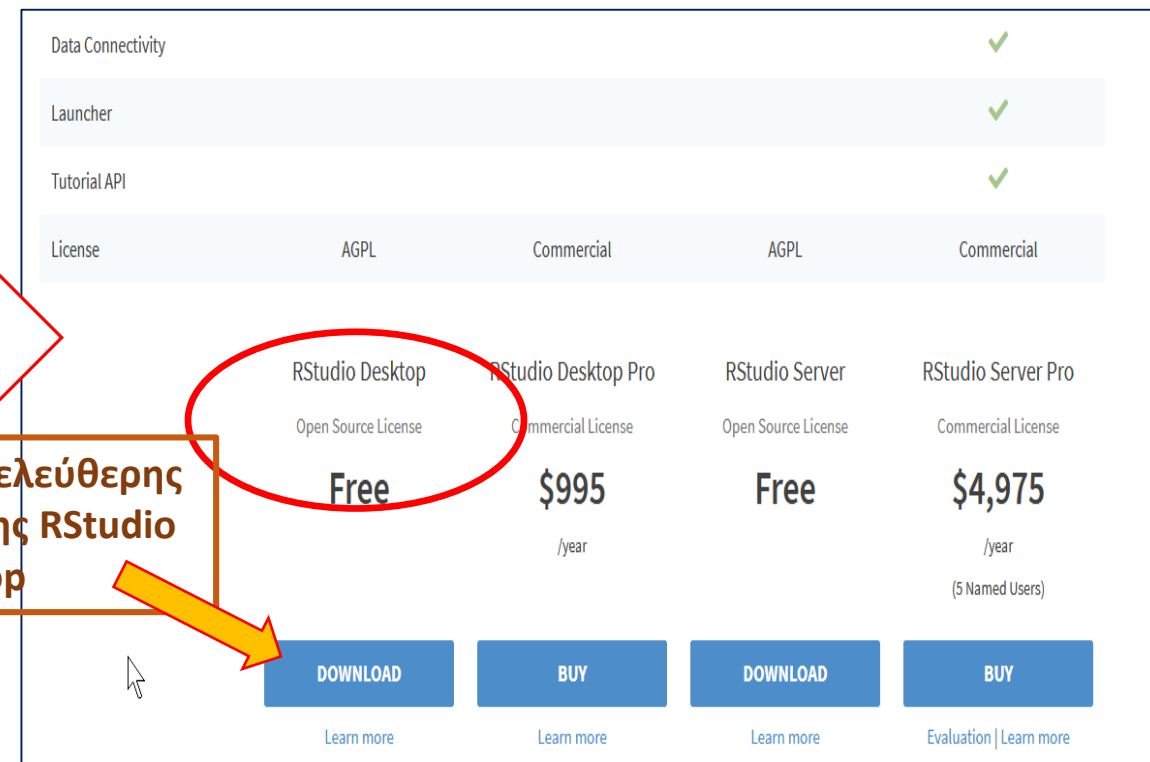 Data Connectivity
Launcher
Tutorial API
License AGPL Commercial AGPL Commercial
RStudio Desktop RStudio Desktop Pro RStudio Server RStudio Server Pro
Open Source License Commercial License Open Source License Commercial License
ελεύθερης
Free $995 Free $4,975
RStudio
/year /year
(5 Named Users)
DOWNLOAD BUY DOWNLOAD BUY
Learn more Learn more Learn more Evaluation | Learn more